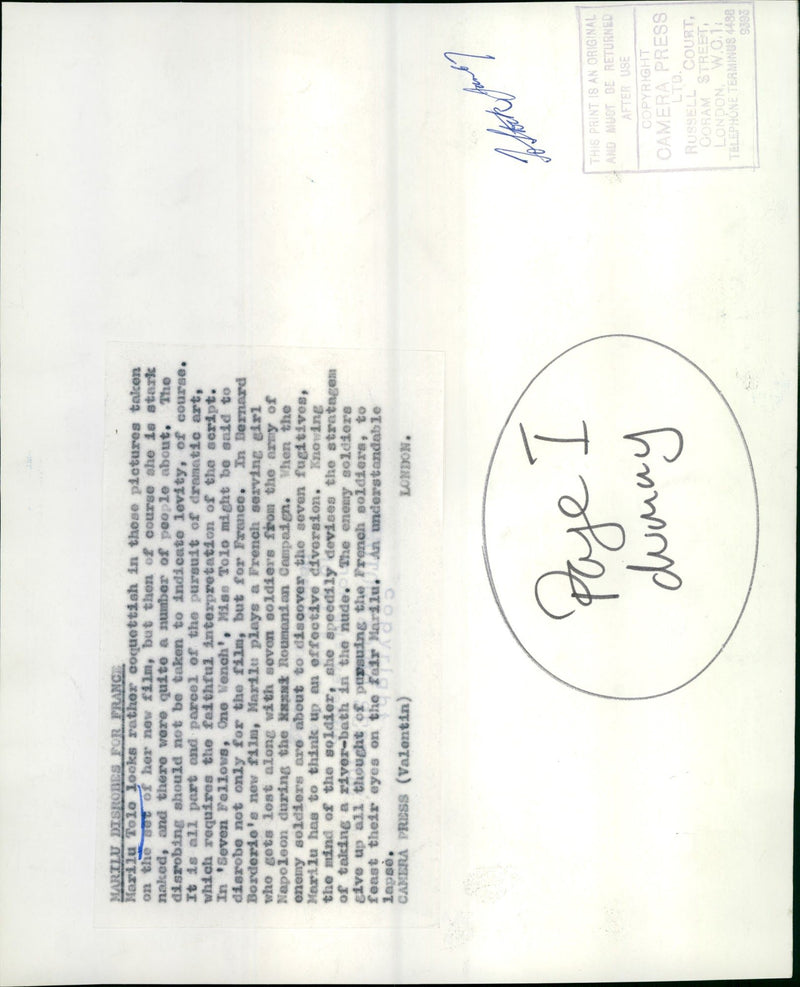 MARILU DISROBES FOR FRANCE
Marilu Tolo looks rather coquettish in these pictures taken
on the set of her new film, but then of course she is stark
naked, and there were quite a number of people about. The
disrobing should not be taken to indicate levity, of course.
It is all part and parcel of the pursuit of dramatic art,
which requires the faithful interpretation of the script.
In 'Seven Fellows, One Wench', Miss Tolo might be said to
disrobe not only for the film, but for France. In Bernard
Borderie's new film, Marilu plays a French serving girl
who gets lost along with seven soldiers from the army of
Napoleon during the Roumanian Campaign. When the
enemy soldiers are about to discover the seven fugitives,
Marilu has to think up an effective diversion. Knowing
the mind of the soldier, she speedily devises the stratagem
of taking a river-bath in the nude. The enemy soldiers
give up all thought of pursuing the French soldiers, to
feast their eyes on the fair Marilu. An understandable
lapse.
CAMERA PRESS (Valentin) LONDON.
THIS PRINT IS AN ORIGINAL
AND MUST BE RETURNED
AFTER USE
COPYRIGHT
CAMERA PRESS
LTD.
RUSSELL COURT,
CORAM STREET,
LONDON, W.C.1:
TELEPHONE TERMINUS 4488
9393
Page I